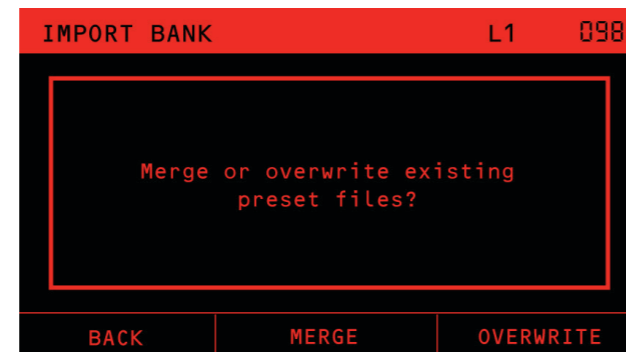 IMPORT BANK L1 098
Merge or overwrite existing
preset files?
BACK MERGE OVERWRITE